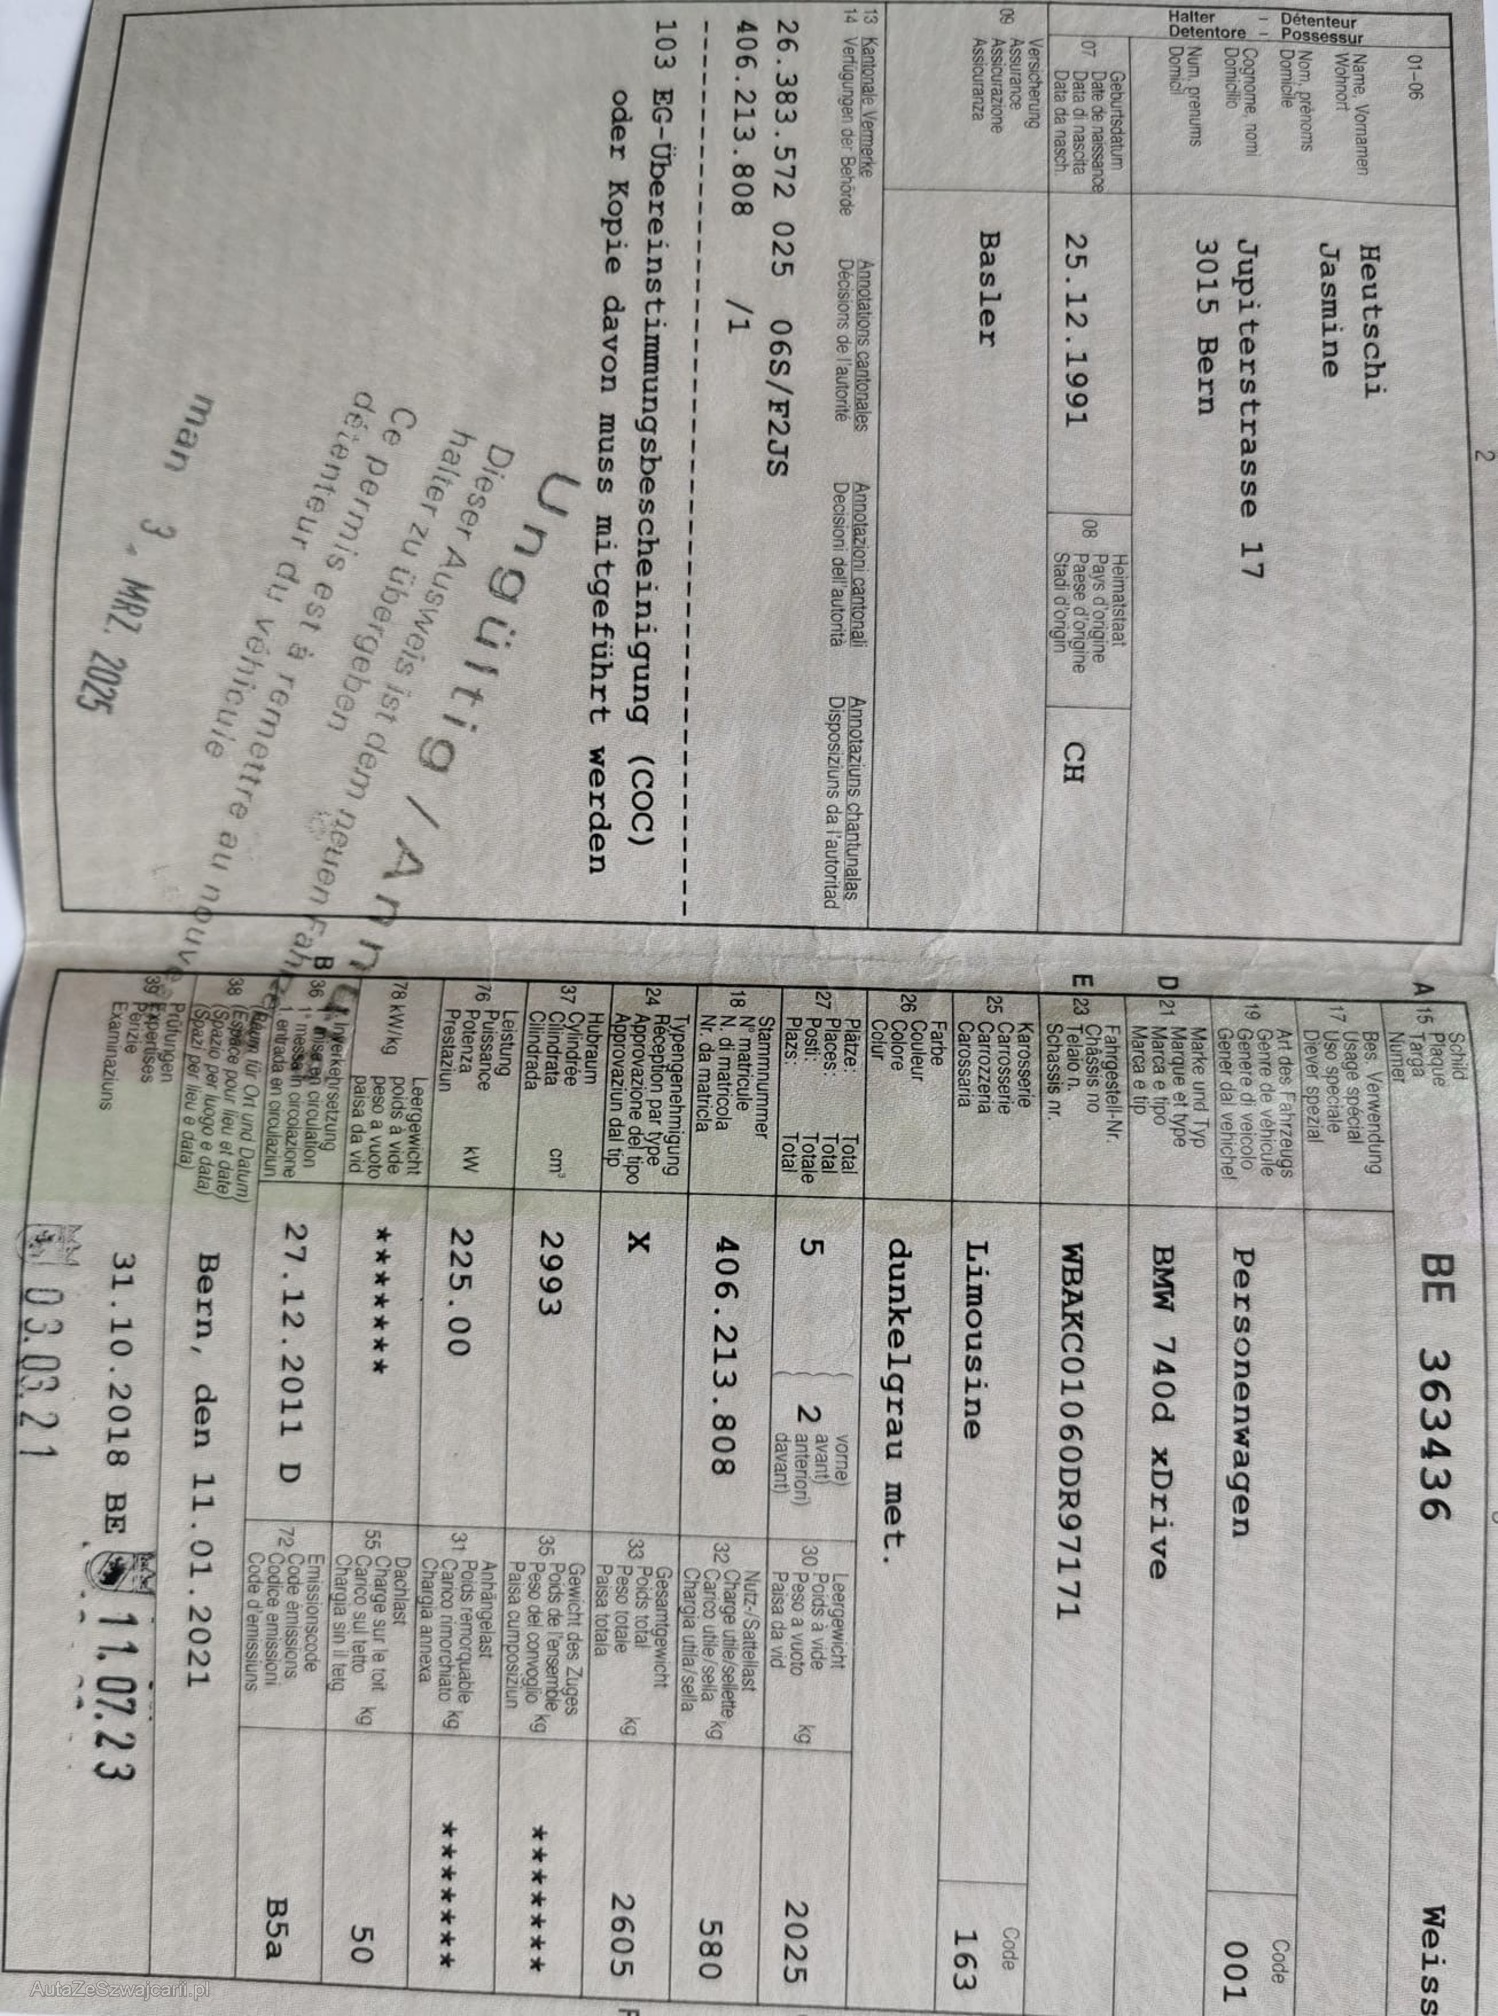 2
01-06
Halter – Détenteur
Detentore – Possessur
Name, Vornamen
Wohnort
Nom, prénoms
Domicile
Cognome, nomi
Domicilio
Num, prenums
Domicil
Heutschi
Jasmine
Jupiterstrasse 17
3015 Bern
07 Geburtsdatum
Date de naissance
Data di nascita
Data da nasch.
25.12.1991
08 Heimatstaat
Pays d'origine
Paese d'origine
Stadi d'origin
CH
09 Versicherung
Assurance
Assicurazione
Assicuranza
Basler
13 Kantonale Vermerke Annotations cantonales Annotazioni cantonali Annotaziuns chantunalas
14 Verfügungen der Behörde Décisions de l'autorité Decisioni dell'autorità Disposiziuns da l'autoritad
26.383.572 025 06S/F2JS
406.213.808 /1
103 EG-Übereinstimmungsbescheinigung (COC)
oder Kopie davon muss mitgeführt werden
Ungültig / Annu
Dieser Ausweis ist dem neuen Fahr
halter zu übergeben
Ce permis est à remettre au nouve
détenteur du véhicule
man
3. MRZ. 2025
A 15 Schild
Plaque
Targa
Numer
BE 363436 Weiss
17 Bes. Verwendung
Usage spécial
Uso speciale
Diever spezial
19 Art des Fahrzeugs
Genre de véhicule
Genere di veicolo
Gener dal vehichel
Personenwagen
Code
001
D 21 Marke und Typ
Marque et type
Marca e tipo
Marca e tip
BMW 740d xDrive
E 23 Fahrgestell-Nr.
Châssis no
Telaio n.
Schassis nr.
WBAKC01060DR97171
25 Karosserie
Carrosserie
Carrozzeria
Carossaria
Limousine
Code
163
26 Farbe
Couleur
Colore
Colur
dunkelgrau met.
27 Plätze: Total
Places: Total
Posti: Totale
Plazs: Total
5
2
vorne)
avant)
anteriori)
davant)
30 Leergewicht
Poids à vide
Peso a vuoto kg
Paisa da vid
2025
18 Stammnummer
N° matricule
N. di matricola
Nr. da matricla
406.213.808
32 Nutz-/Sattellast
Charge utile/sellette kg
Carico utile/sella
Chargia utila/sella
580
24 Typengenehmigung
Réception par type
Approvazione del tipo
Approvaziun dal tip
X
33 Gesamtgewicht
Poids total
Peso totale kg
Paisa totala
2605
37 Hubraum
Cylindrée cm³
Cilindrata
Cilindrada
2993
35 Gewicht des Zuges
Poids de l'ensemble kg
Peso del convoglio
Paisa cumposiziun
********
76 Leistung
Puissance
Potenza kW
Prestaziun
225.00
31 Anhängelast
Poids remorquable kg
Carico rimorchiato
Chargia annexa
********
78 kW/kg
Leergewicht
poids à vide
peso a vuoto
paisa da vid
*******
55 Dachlast
Charge sur le toit kg
Carico sul tetto
Chargia sin il tetg
50
B 36 1. Inverkehrsetzung
1ᵉ mise en circulation
1. messa in circolazione
1. entrada en circulaziun
27.12.2011 D
72 Emissionscode
Code émissions
Codice emissioni
Code d'emissiuns
B5a
38 (Raum für Ort und Datum)
(Espace pour lieu et date)
(Spazio per luogo e data)
(Spazi per lieu e data)
Bern, den 11.01.2021
39 Prüfungen
Expertises
Perizie
Examinaziuns
31.10.2018 BE 11.07.23
03.03.21
AutaZeSzwajcarii.pl